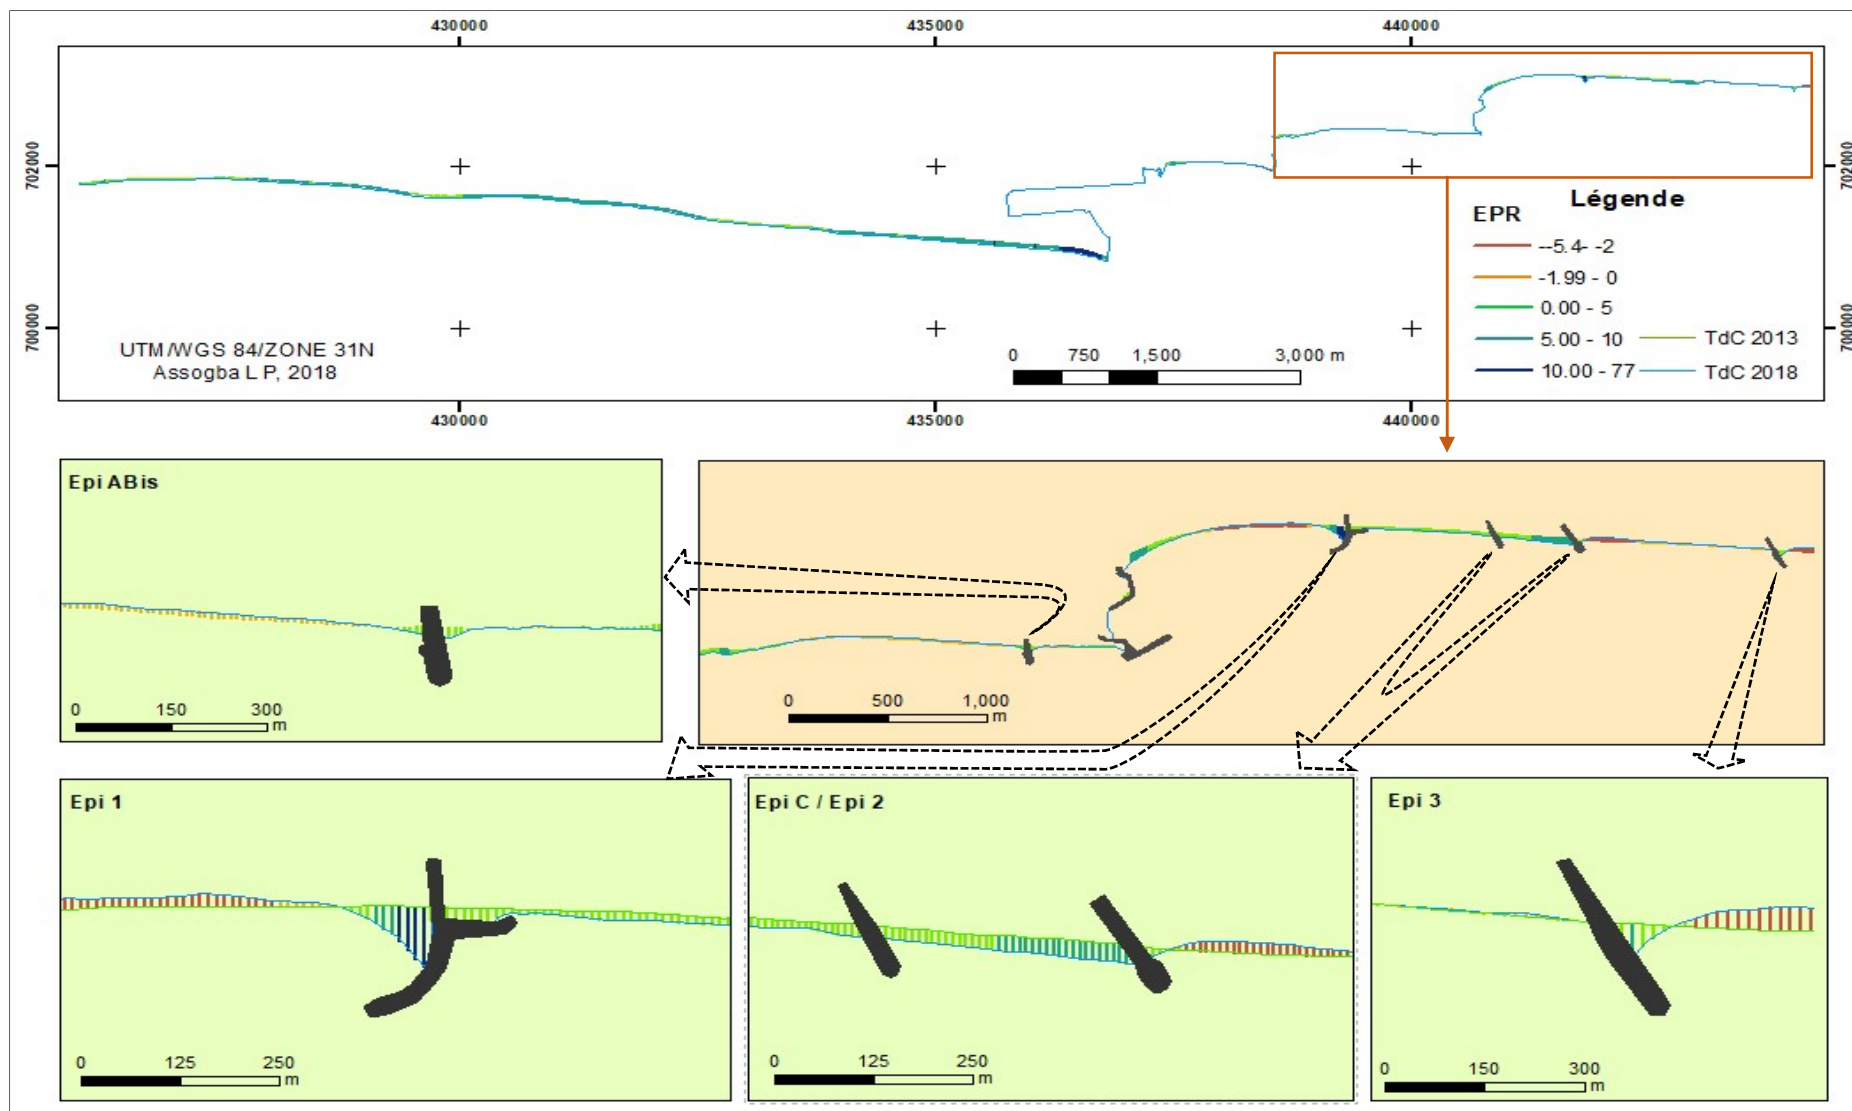 430000 435000 440000
702000 702000
Légende
EPR
--5.4- -2
-1.99 - 0
0.00 - 5
5.00 - 10 TdC 2013
10.00 - 77 TdC 2018
700000 700000
UTM/WGS 84/ZONE 31N
Assogba L P, 2018
0 750 1,500 3,000 m
430000 435000 440000
Epi ABis
0 150 300
m
0 500 1,000
m
Epi 1
0 125 250
m
Epi C / Epi 2
0 125 250
m
Epi 3
0 150 300
m